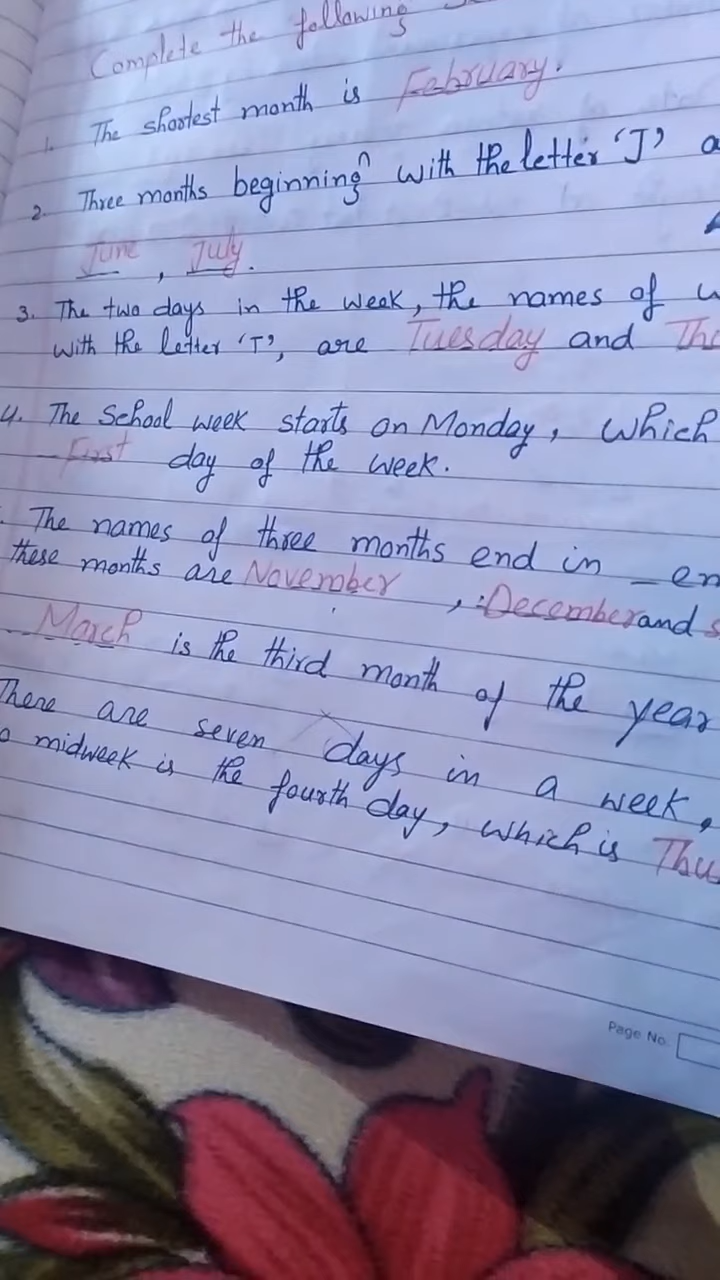 Complete the following
1. The shortest month is February.
2. Three months beginning with the letter 'J' a
June, July.
3. The two days in the week, the names of
with the letter 'T', are Tuesday and
4. The School week starts on Monday, which
First day of the week.
The names of three months end in _ em
these months are November, December and S
March is the third month of the year
There are seven days in a week,
midweek is the fourth day, which is Thu
Page No.